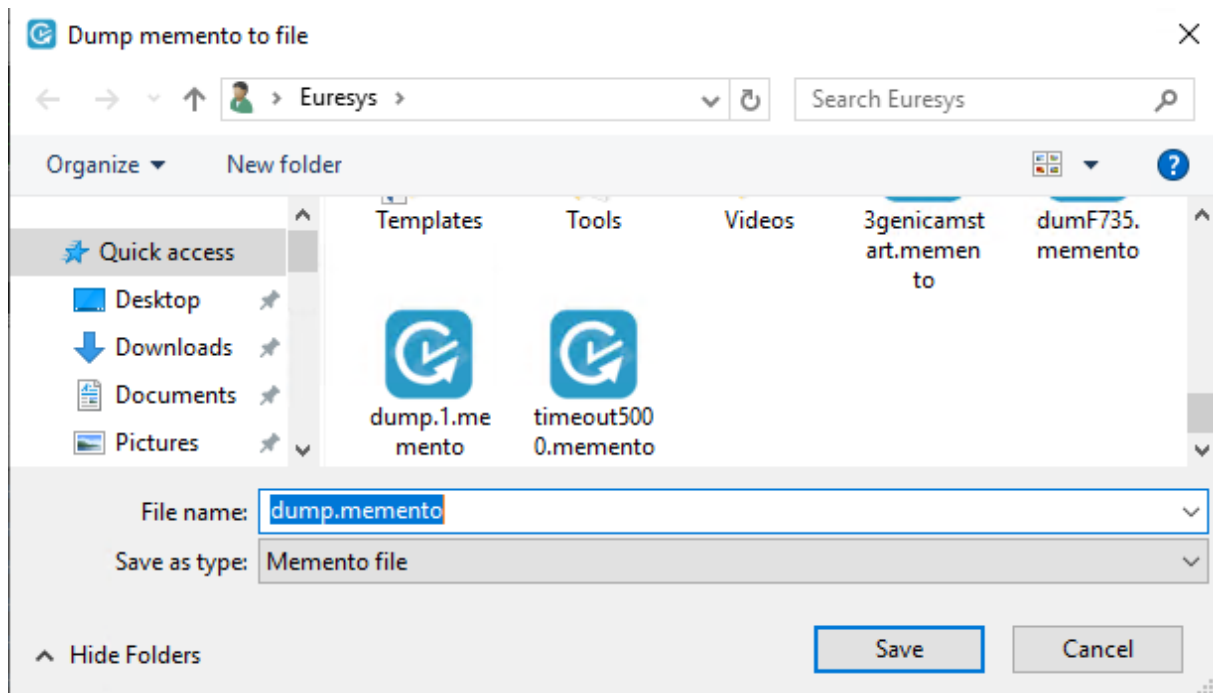 Dump memento to file
Euresys
Search Euresys
Organize
New folder
Quick access
Desktop
Downloads
Documents
Pictures
Templates
Tools
Videos
3genicamst
art.memen
to
dumF735.
memento
dump.1.me
mento
timeout500
0.memento
File name: dump.memento
Save as type: Memento file
Hide Folders
Save
Cancel